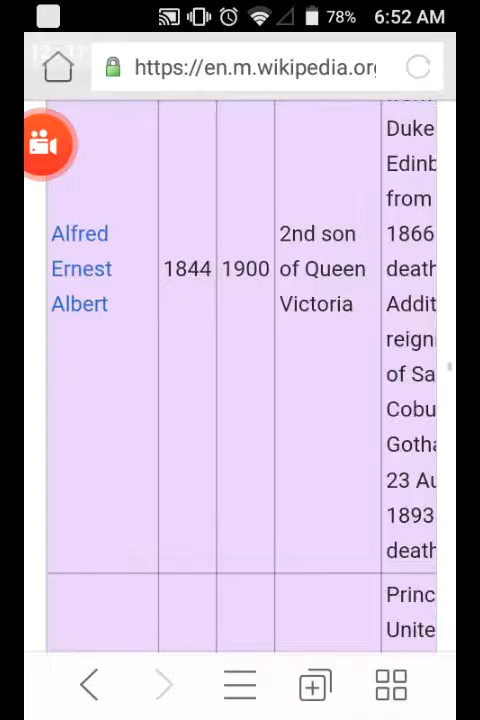 78% 6:52 AM
https://en.m.wikipedia.org
Duke
Edinb
from
Alfred
Ernest
Albert
1844
1900
2nd son
of Queen
Victoria
1866
death
Addit
reigni
of Sa
Cobu
Gotha
23 Au
1893
death
Princ
Unite